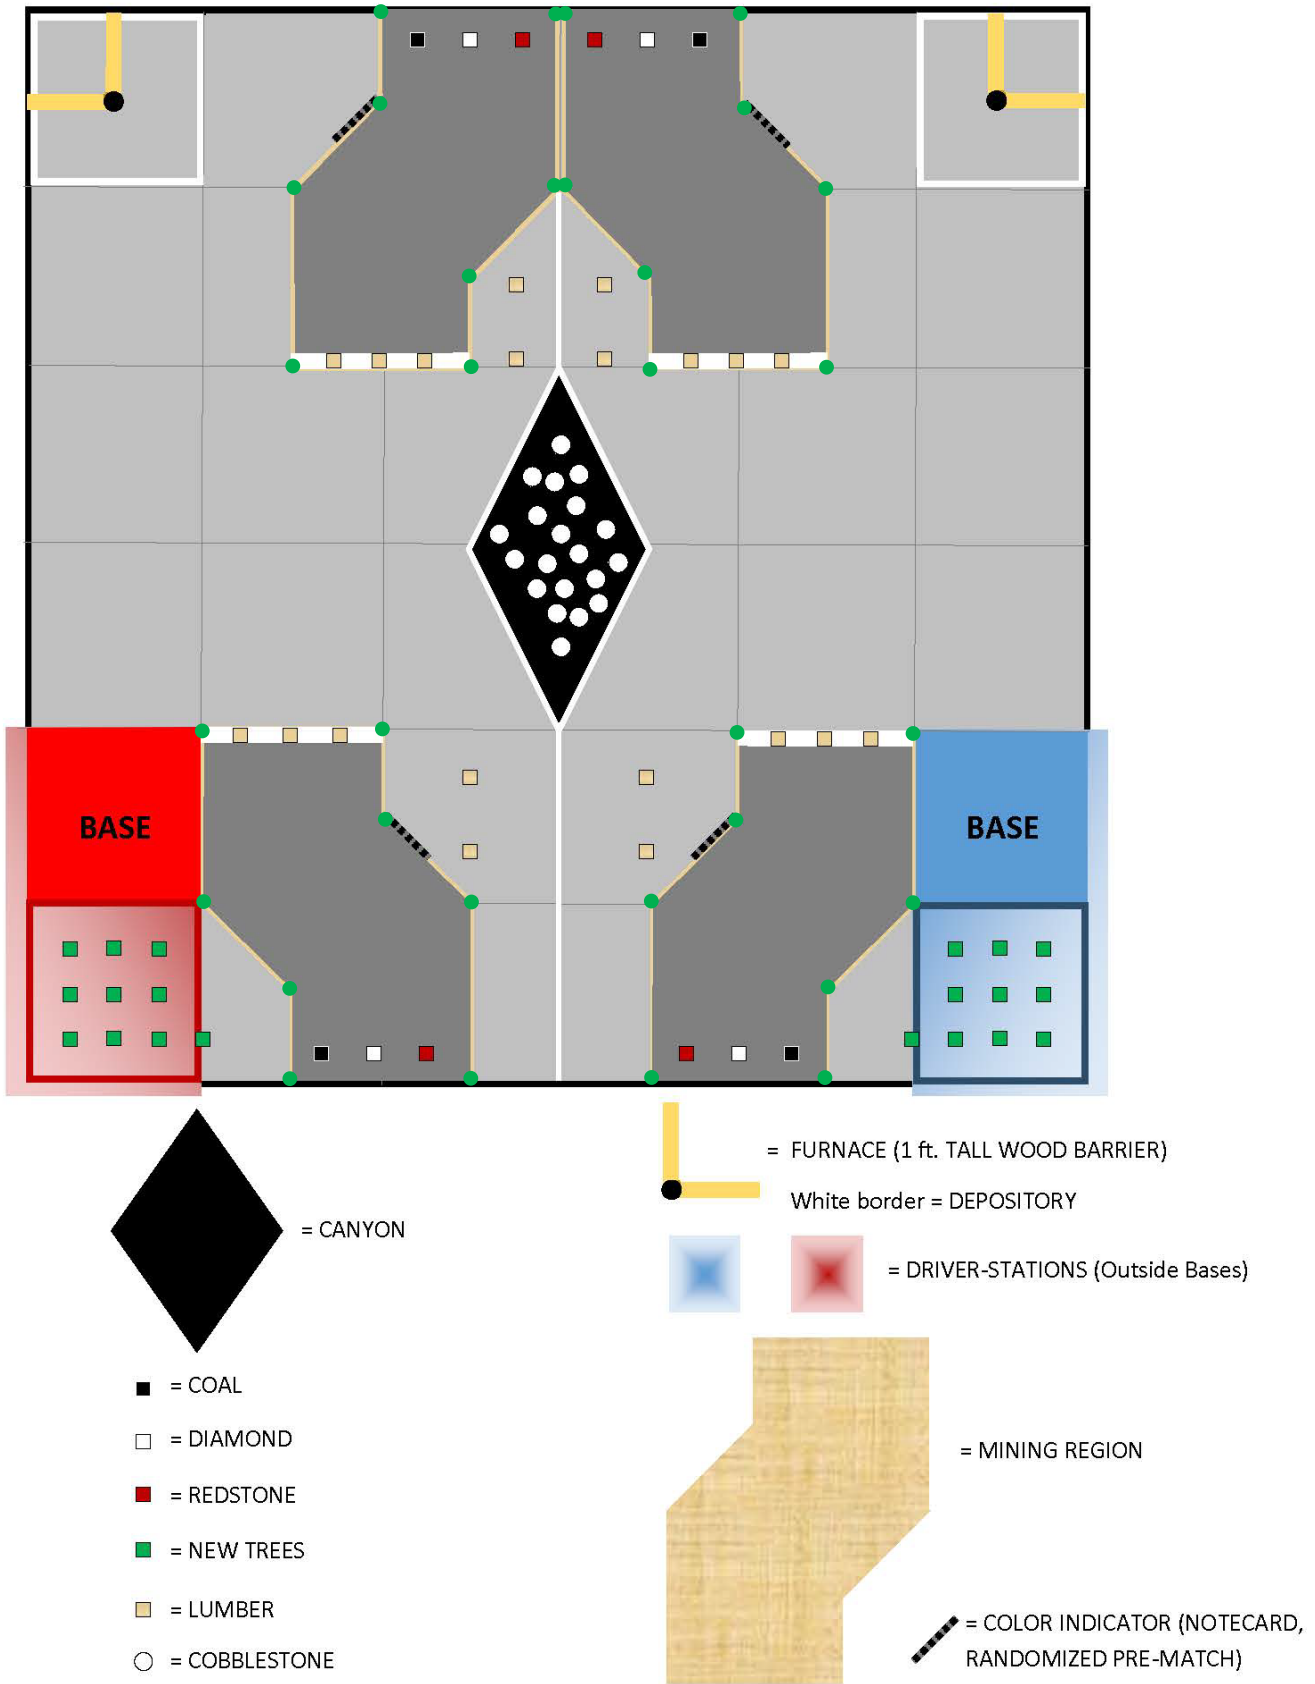 BASE
BASE
= FURNACE (1 ft. TALL WOOD BARRIER)
White border = DEPOSITORY
= CANYON
= DRIVER-STATIONS (Outside Bases)
= COAL
= DIAMOND
= REDSTONE
= NEW TREES
= LUMBER
= COBBLESTONE
= MINING REGION
= COLOR INDICATOR (NOTECARD,
RANDOMIZED PRE-MATCH)